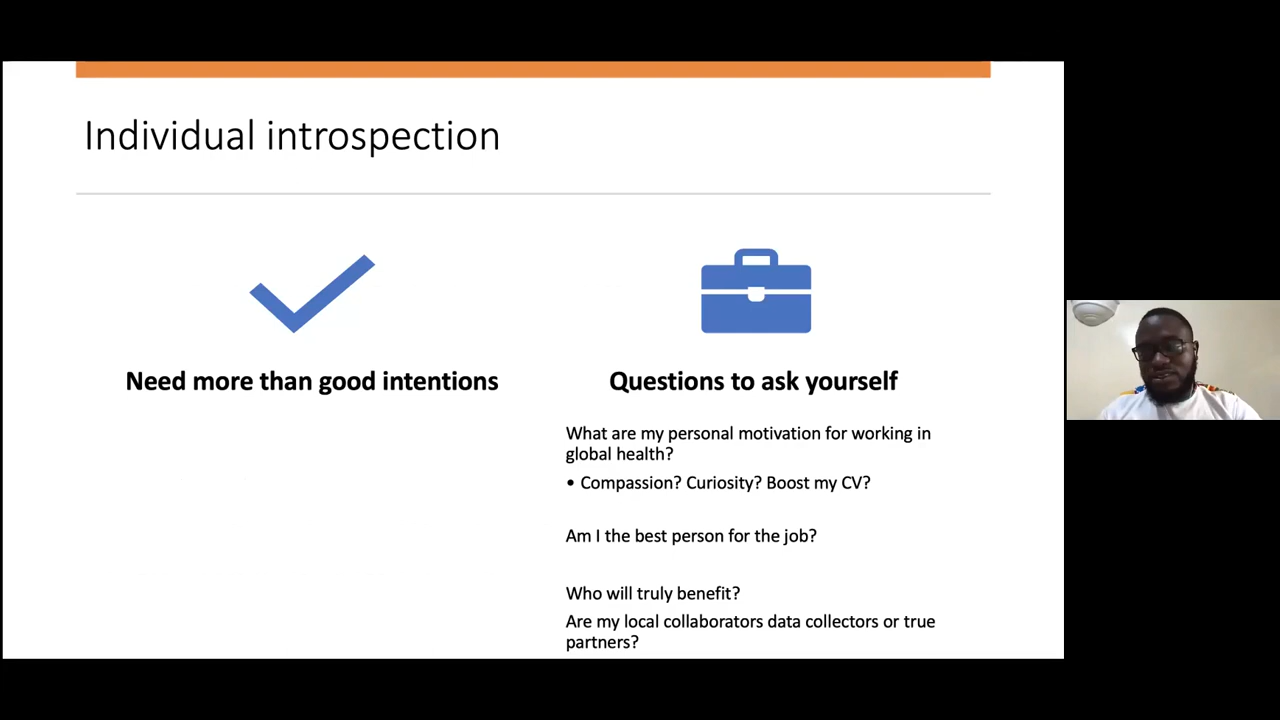 Individual introspection
Need more than good intentions
Questions to ask yourself
What are my personal motivation for working in
global health?
• Compassion? Curiosity? Boost my CV?
Am I the best person for the job?
Who will truly benefit?
Are my local collaborators data collectors or true
partners?